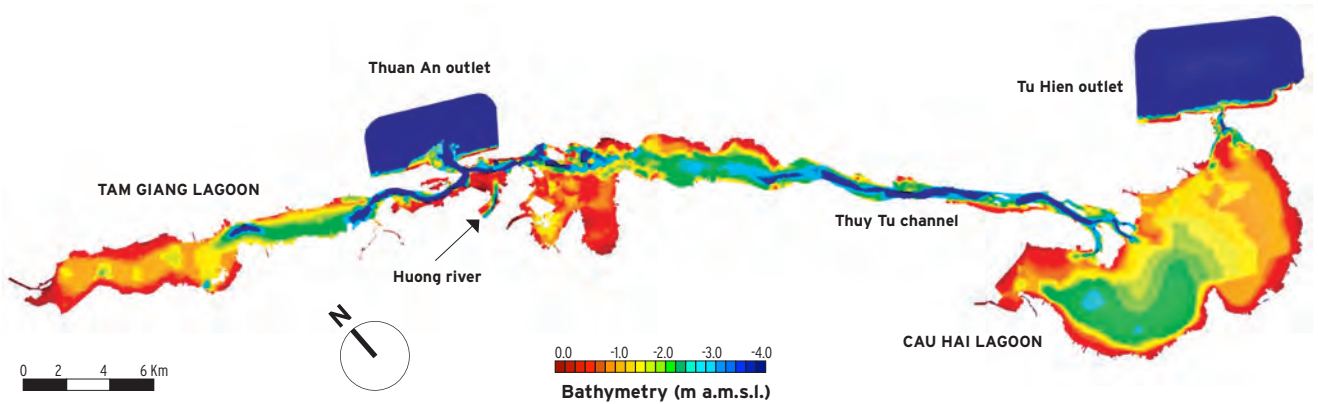 Thuan An outlet
Tu Hien outlet
TAM GIANG LAGOON
Thuy Tu channel
Huong river
N
CAU HAI LAGOON
0 2 4 6 Km
0.0 -1.0 -2.0 -3.0 -4.0
Bathymetry (m a.m.s.l.)